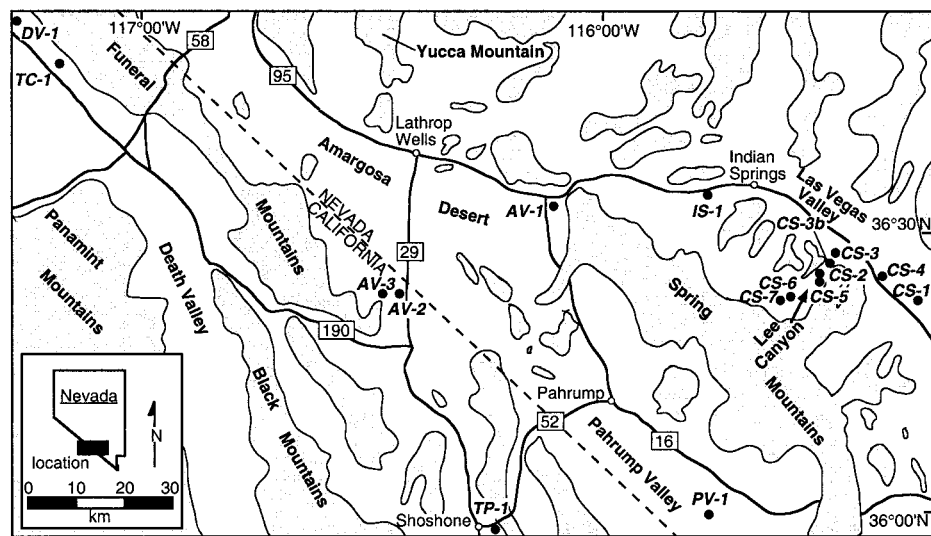 117°00'W
116°00'W
DV-1
58
Yucca Mountain
TC-1
Funeral
95
Lathrop
Wells
Indian
Springs
Amargosa
Las Vegas
Valley
Desert
AV-1
IS-1
36°30'N
CS-3b
NEVADA
CALIFORNIA
Mountains
29
CS-3
CS-4
CS-2
CS-1
Panamint
Mountains
Death Valley
AV-3
AV-2
CS-6
CS-7
CS-5
Spring
Lee
Canyon
190
Black
Mountains
Pahrump
Mountains
52
16
Pahrump Valley
Nevada
location
N
0 10 20 30
km
PV-1
TP-1
Shoshone
36°00'N